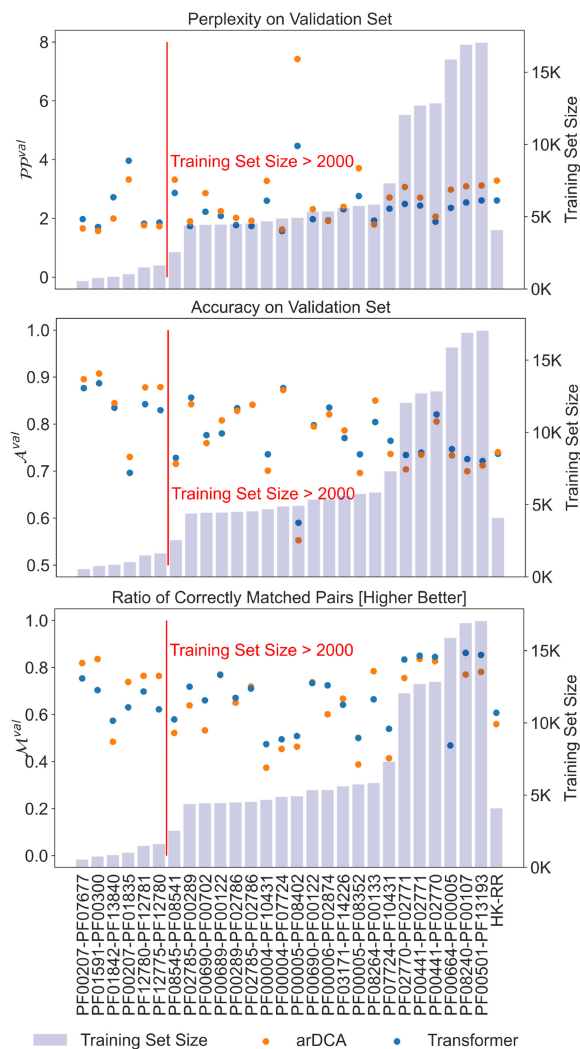 Perplexity on Validation Set
8
6
4
2
0
PP^val
15K
10K
5K
0K
Training Set Size
Training Set Size > 2000
Accuracy on Validation Set
1.0
0.9
0.8
0.7
0.6
0.5
A^val
15K
10K
5K
0K
Training Set Size
Training Set Size > 2000
Ratio of Correctly Matched Pairs [Higher Better]
1.0
0.8
0.6
0.4
0.2
0.0
M^val
15K
10K
5K
0K
Training Set Size
Training Set Size > 2000
PF00207-PF07677
PF01591-PF00300
PF01842-PF13840
PF00207-PF01835
PF12780-PF12781
PF12775-PF12780
PF08545-PF08541
PF02785-PF00289
PF00690-PF00702
PF00689-PF00122
PF00289-PF02786
PF02785-PF02786
PF00004-PF10431
PF00004-PF07724
PF00005-PF08402
PF00690-PF00122
PF00006-PF02874
PF03171-PF14226
PF00005-PF08352
PF08264-PF00133
PF07724-PF10431
PF02770-PF02771
PF00441-PF02771
PF00441-PF02770
PF00664-PF00005
PF08240-PF00107
PF00501-PF13193
HK-RR
Training Set Size
arDCA
Transformer